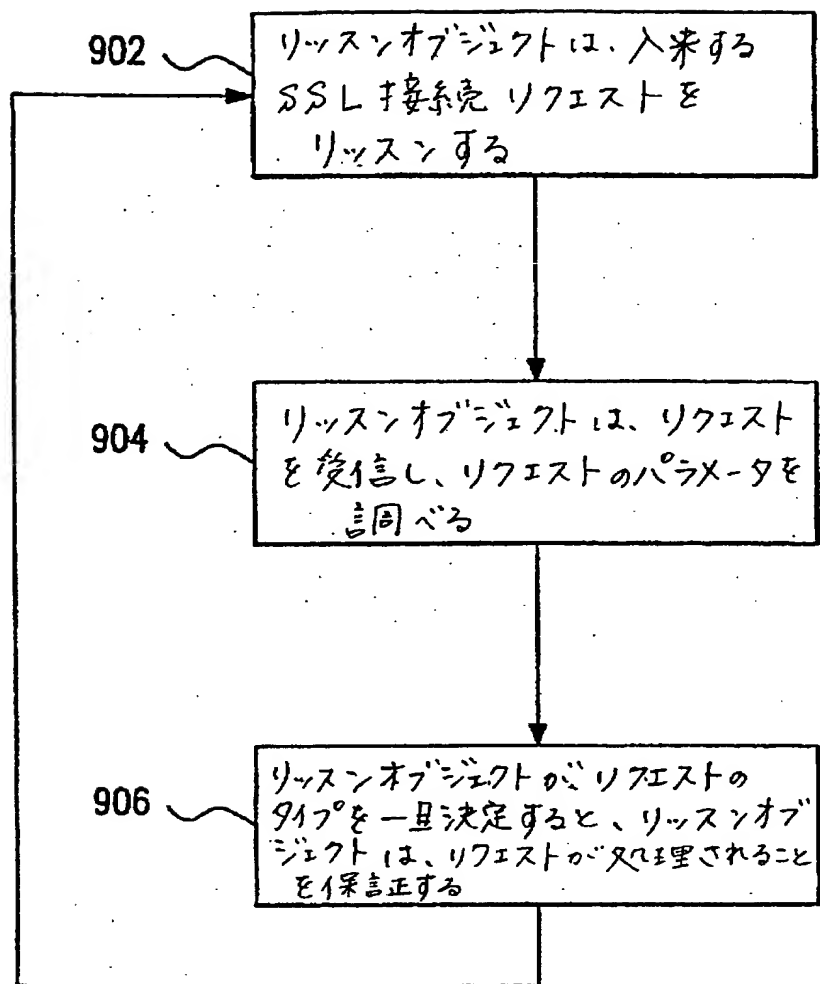 902
リッスンオブジェクトは、入来する
SSL接続リクエストを
リッスンする
904
リッスンオブジェクトは、リクエスト
を受信し、リクエストのパラメータを
調べる
906
リッスンオブジェクトがリクエストの
タイプを一旦決定すると、リッスンオブ
ジェクトは、リクエストが処理されること
を保証する